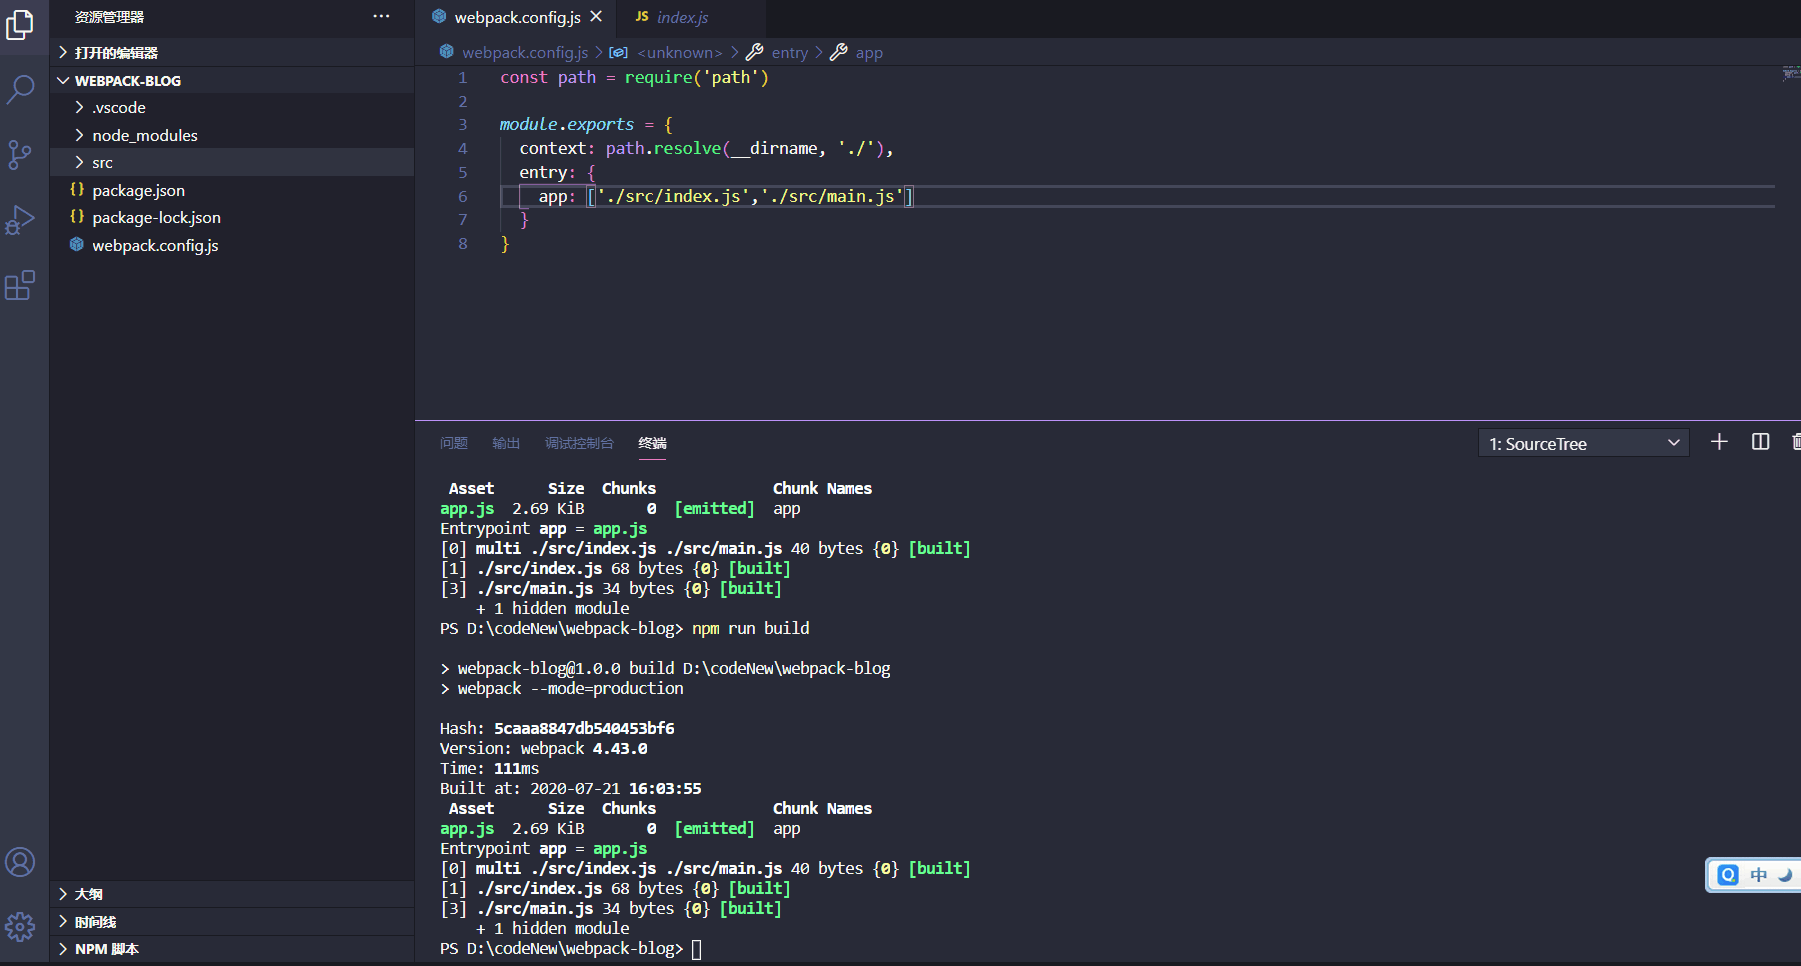 资源管理器 ···
打开的编辑器
WEBPACK-BLOG
.vscode
node_modules
src
{} package.json
{} package-lock.json
webpack.config.js
大纲
时间线
NPM 脚本
webpack.config.js × JS index.js
webpack.config.js > <unknown> > entry > app
1 const path = require('path')
2
3 module.exports = {
4 context: path.resolve(__dirname, './'),
5 entry: {
6 app: ['./src/index.js','./src/main.js']
7 }
8 }
问题 输出 调试控制台 终端 1: SourceTree
Asset Size Chunks Chunk Names
app.js 2.69 KiB 0 [emitted] app
Entrypoint app = app.js
[0] multi ./src/index.js ./src/main.js 40 bytes {0} [built]
[1] ./src/index.js 68 bytes {0} [built]
[3] ./src/main.js 34 bytes {0} [built]
+ 1 hidden module
PS D:\codeNew\webpack-blog> npm run build
> webpack-blog@1.0.0 build D:\codeNew\webpack-blog
> webpack --mode=production
Hash: 5caaa8847db540453bf6
Version: webpack 4.43.0
Time: 111ms
Built at: 2020-07-21 16:03:55
Asset Size Chunks Chunk Names
app.js 2.69 KiB 0 [emitted] app
Entrypoint app = app.js
[0] multi ./src/index.js ./src/main.js 40 bytes {0} [built]
[1] ./src/index.js 68 bytes {0} [built]
[3] ./src/main.js 34 bytes {0} [built]
+ 1 hidden module
PS D:\codeNew\webpack-blog>
中